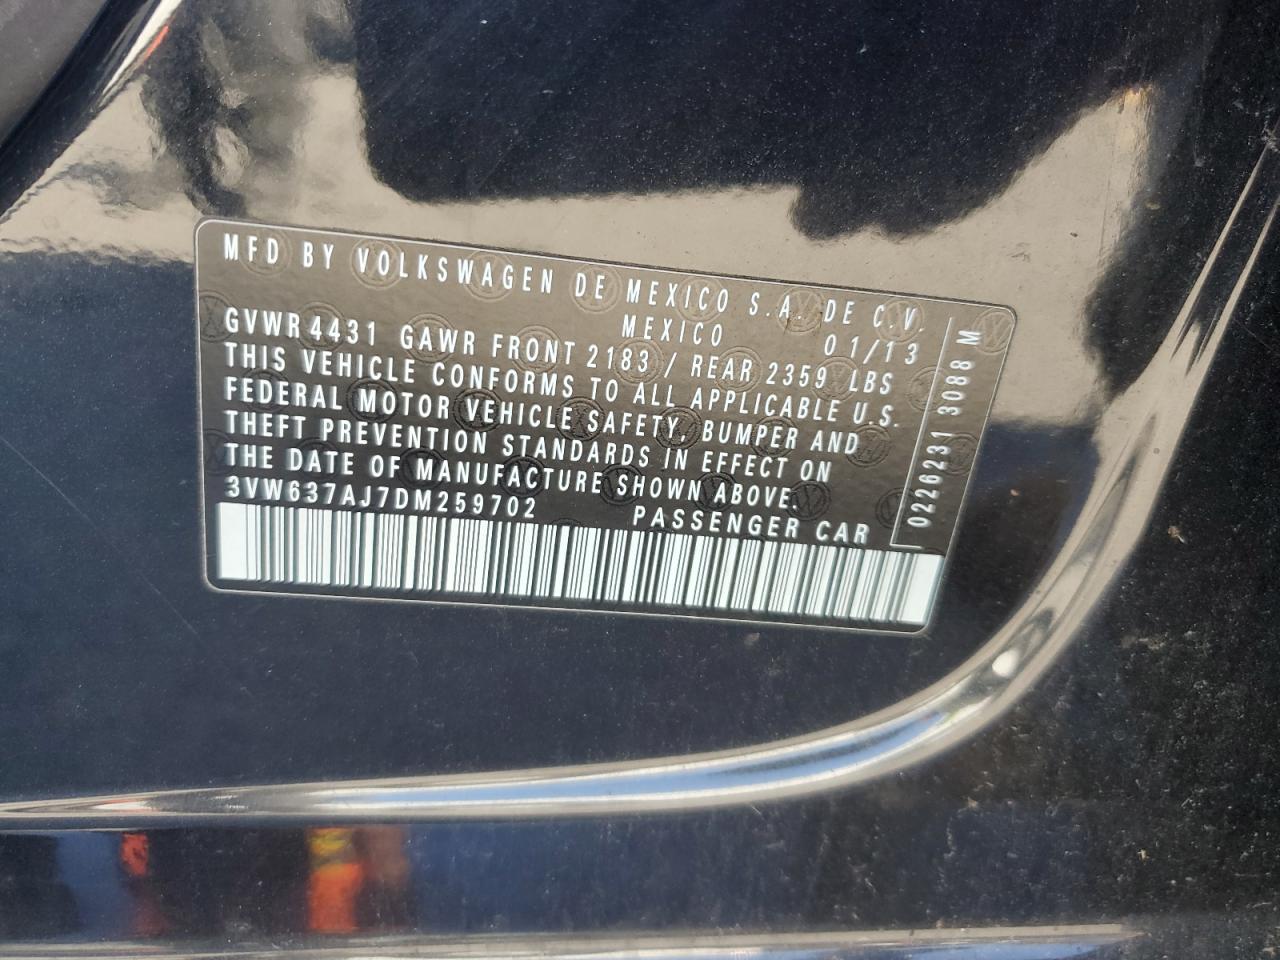 MFD BY VOLKSWAGEN DE MEXICO S.A. DE C.V.
MEXICO 01/13
GVWR 4431 GAWR FRONT 2183 / REAR 2359 LBS
THIS VEHICLE CONFORMS TO ALL APPLICABLE U.S.
FEDERAL MOTOR VEHICLE SAFETY, BUMPER AND
THEFT PREVENTION STANDARDS IN EFFECT ON
THE DATE OF MANUFACTURE SHOWN ABOVE.
3VW637AJ7DM259702 PASSENGER CAR
0226231 3088 M